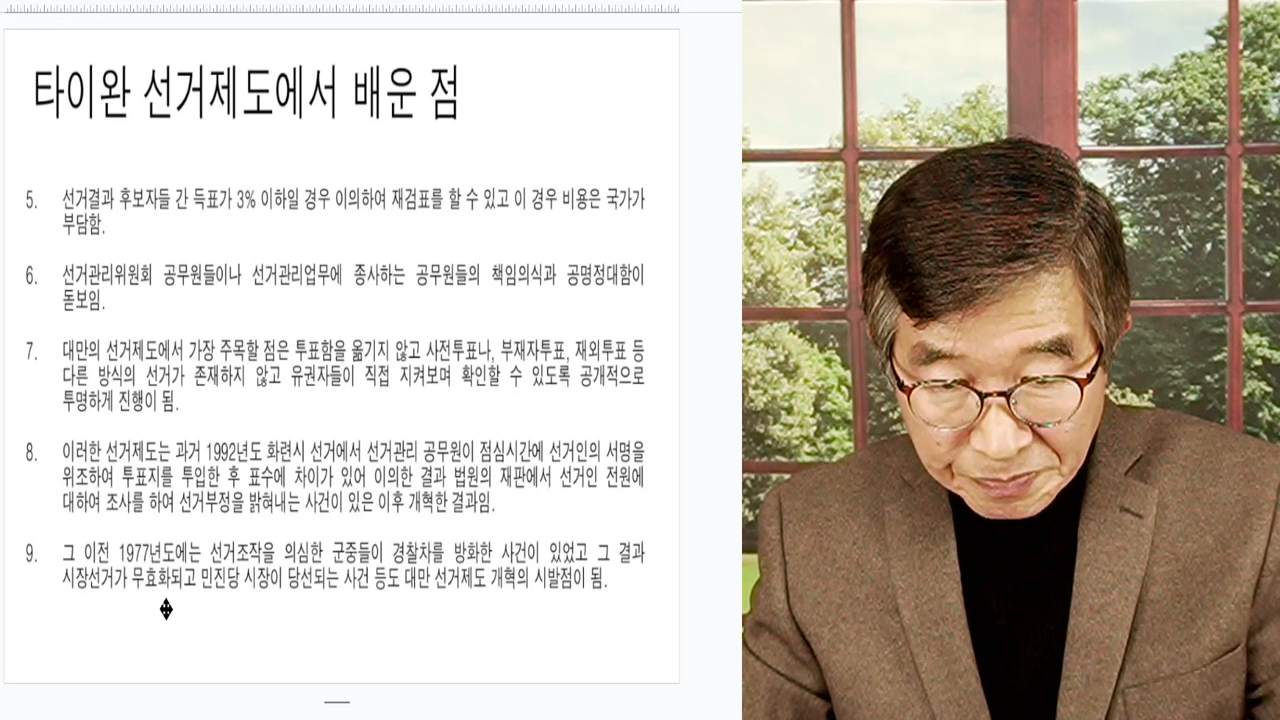 타이완 선거제도에서 배운 점
5. 선거결과 후보자들 간 득표가 3% 이하일 경우 이의하여 재검표를 할 수 있고 이 경우 비용은 국가가
부담함.
6. 선거관리위원회 공무원들이나 선거관리업무에 종사하는 공무원들의 책임의식과 공명정대함이
돋보임.
7. 대만의 선거제도에서 가장 주목할 점은 투표함을 옮기지 않고 사전투표나, 부재자투표, 재외투표 등
다른 방식의 선거가 존재하지 않고 유권자들이 직접 지켜보며 확인할 수 있도록 공개적으로
투명하게 진행이 됨.
8. 이러한 선거제도는 과거 1992년도 화련시 선거에서 선거관리 공무원이 점심시간에 선거인의 서명을
위조하여 투표지를 투입한 후 표수에 차이가 있어 이의한 결과 법원의 재판에서 선거인 전원에
대하여 조사를 하여 선거부정을 밝혀내는 사건이 있은 이후 개혁한 결과임.
9. 그 이전 1977년도에는 선거조작을 의심한 군중들이 경찰차를 방화한 사건이 있었고 그 결과
시장선거가 무효화되고 민진당 시장이 당선되는 사건 등도 대만 선거제도 개혁의 시발점이 됨.